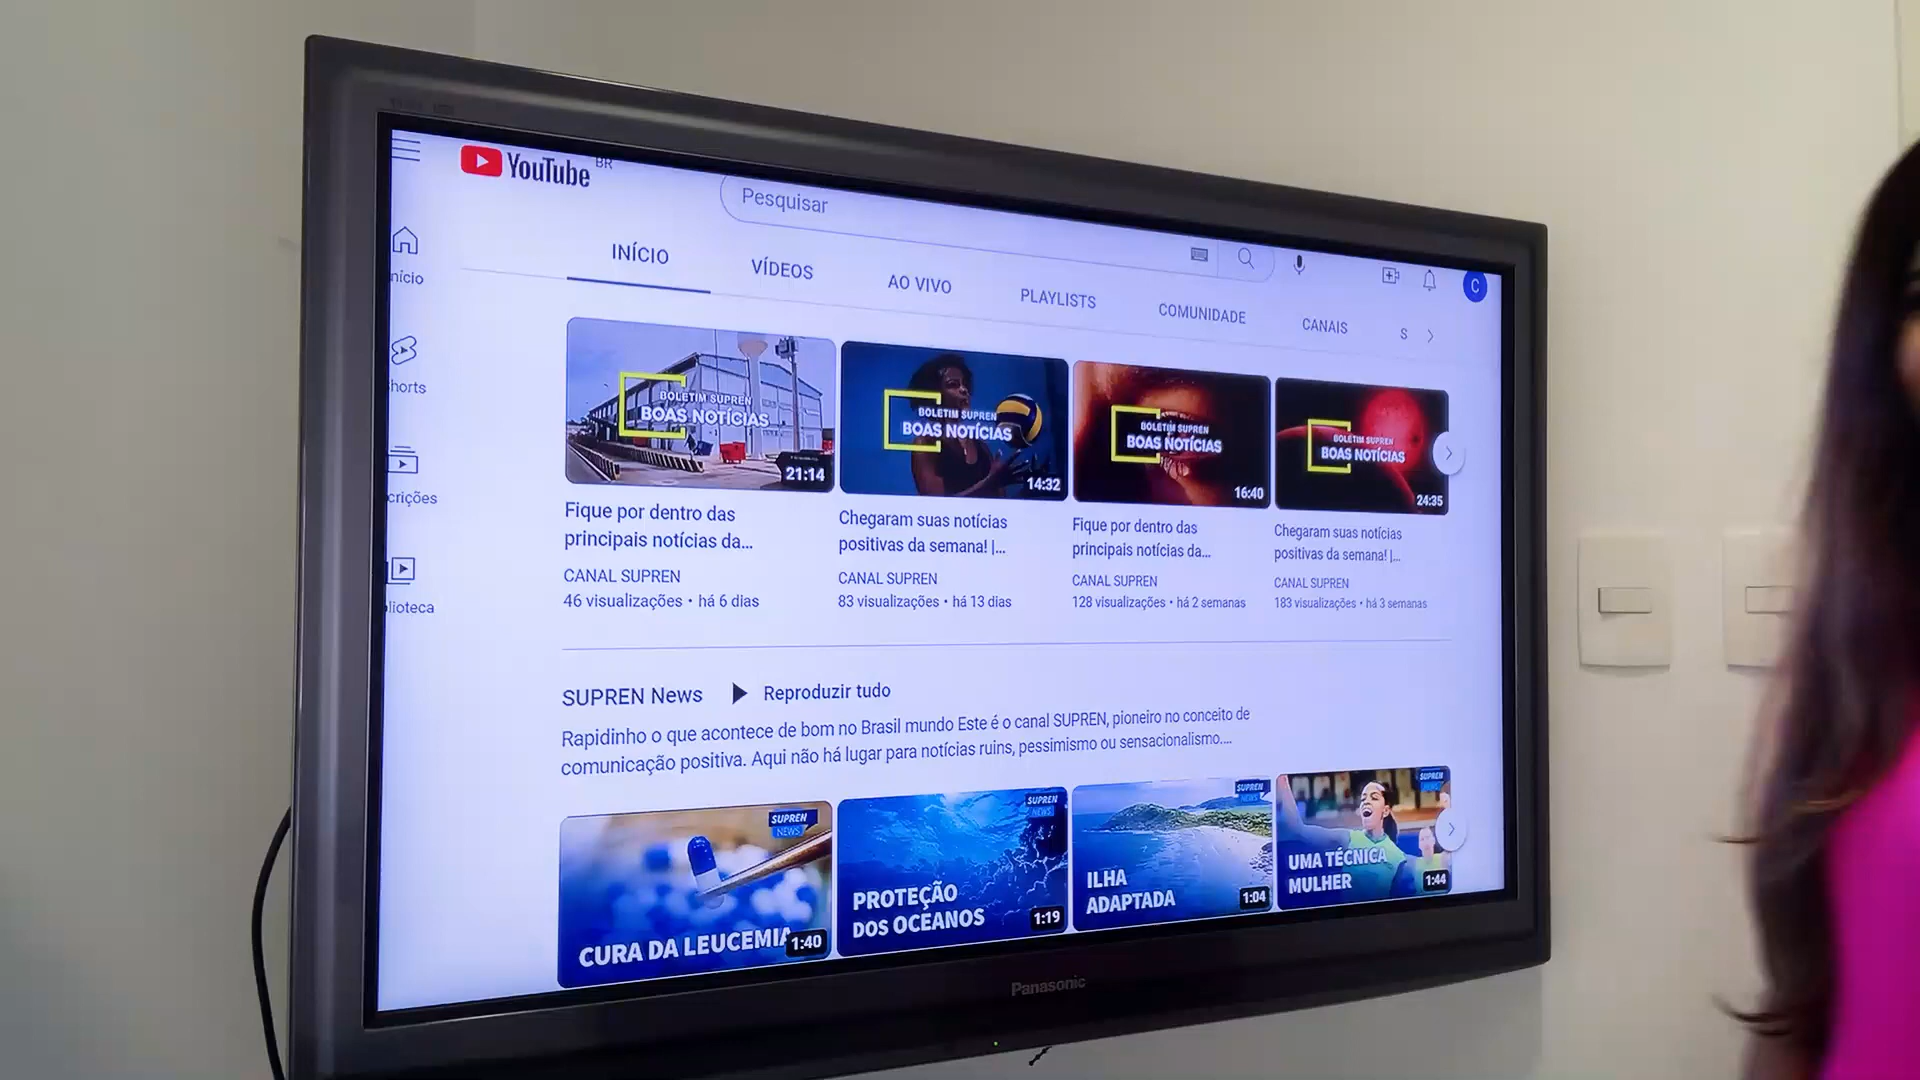 YouTube BR
Pesquisar
C
INÍCIO
VÍDEOS
AO VIVO
PLAYLISTS
COMUNIDADE
CANAIS
S
nício
horts
crições
lioteca
BOLETIM SUPREN
BOAS NOTÍCIAS
21:14
BOLETIM SUPREN
BOAS NOTÍCIAS
14:32
BOLETIM SUPREN
BOAS NOTÍCIAS
16:40
BOLETIM SUPREN
BOAS NOTÍCIAS
24:35
Fique por dentro das
principais notícias da...
CANAL SUPREN
46 visualizações • há 6 dias
Chegaram suas notícias
positivas da semana! |...
CANAL SUPREN
83 visualizações • há 13 dias
Fique por dentro das
principais notícias da...
CANAL SUPREN
128 visualizações • há 2 semanas
Chegaram suas notícias
positivas da semana! |...
CANAL SUPREN
183 visualizações • há 3 semanas
SUPREN News
Reproduzir tudo
Rapidinho o que acontece de bom no Brasil mundo Este é o canal SUPREN, pioneiro no conceito de
comunicação positiva. Aqui não há lugar para notícias ruins, pessimismo ou sensacionalismo....
SUPREN
NEWS
CURA DA LEUCEMIA
1:40
SUPREN
NEWS
PROTEÇÃO
DOS OCEANOS
1:19
SUPREN
NEWS
ILHA
ADAPTADA
1:04
SUPREN
NEWS
UMA TÉCNICA
MULHER
1:44
Panasonic